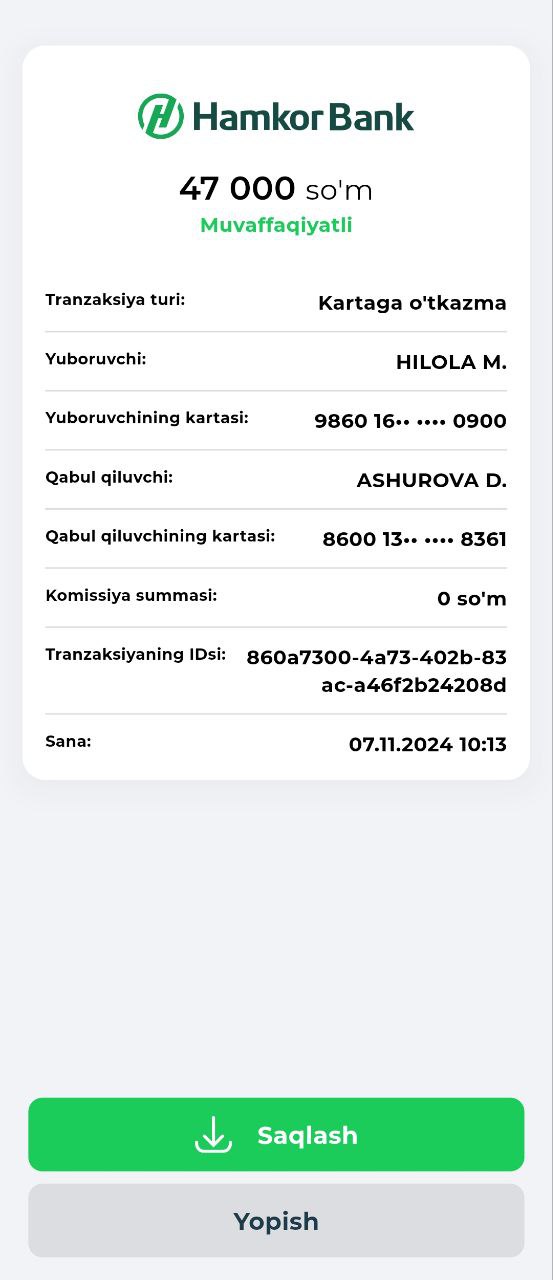 Hamkor Bank
47 000 so'm
Muvaffaqiyatli
Tranzaksiya turi: Kartaga o'tkazma
Yuboruvchi: HILOLA M.
Yuboruvchining kartasi: 9860 16•• •••• 0900
Qabul qiluvchi: ASHUROVA D.
Qabul qiluvchining kartasi: 8600 13•• •••• 8361
Komissiya summasi: 0 so'm
Tranzaksiyaning IDsi: 860a7300-4a73-402b-83
ac-a46f2b24208d
Sana: 07.11.2024 10:13
Saqlash
Yopish